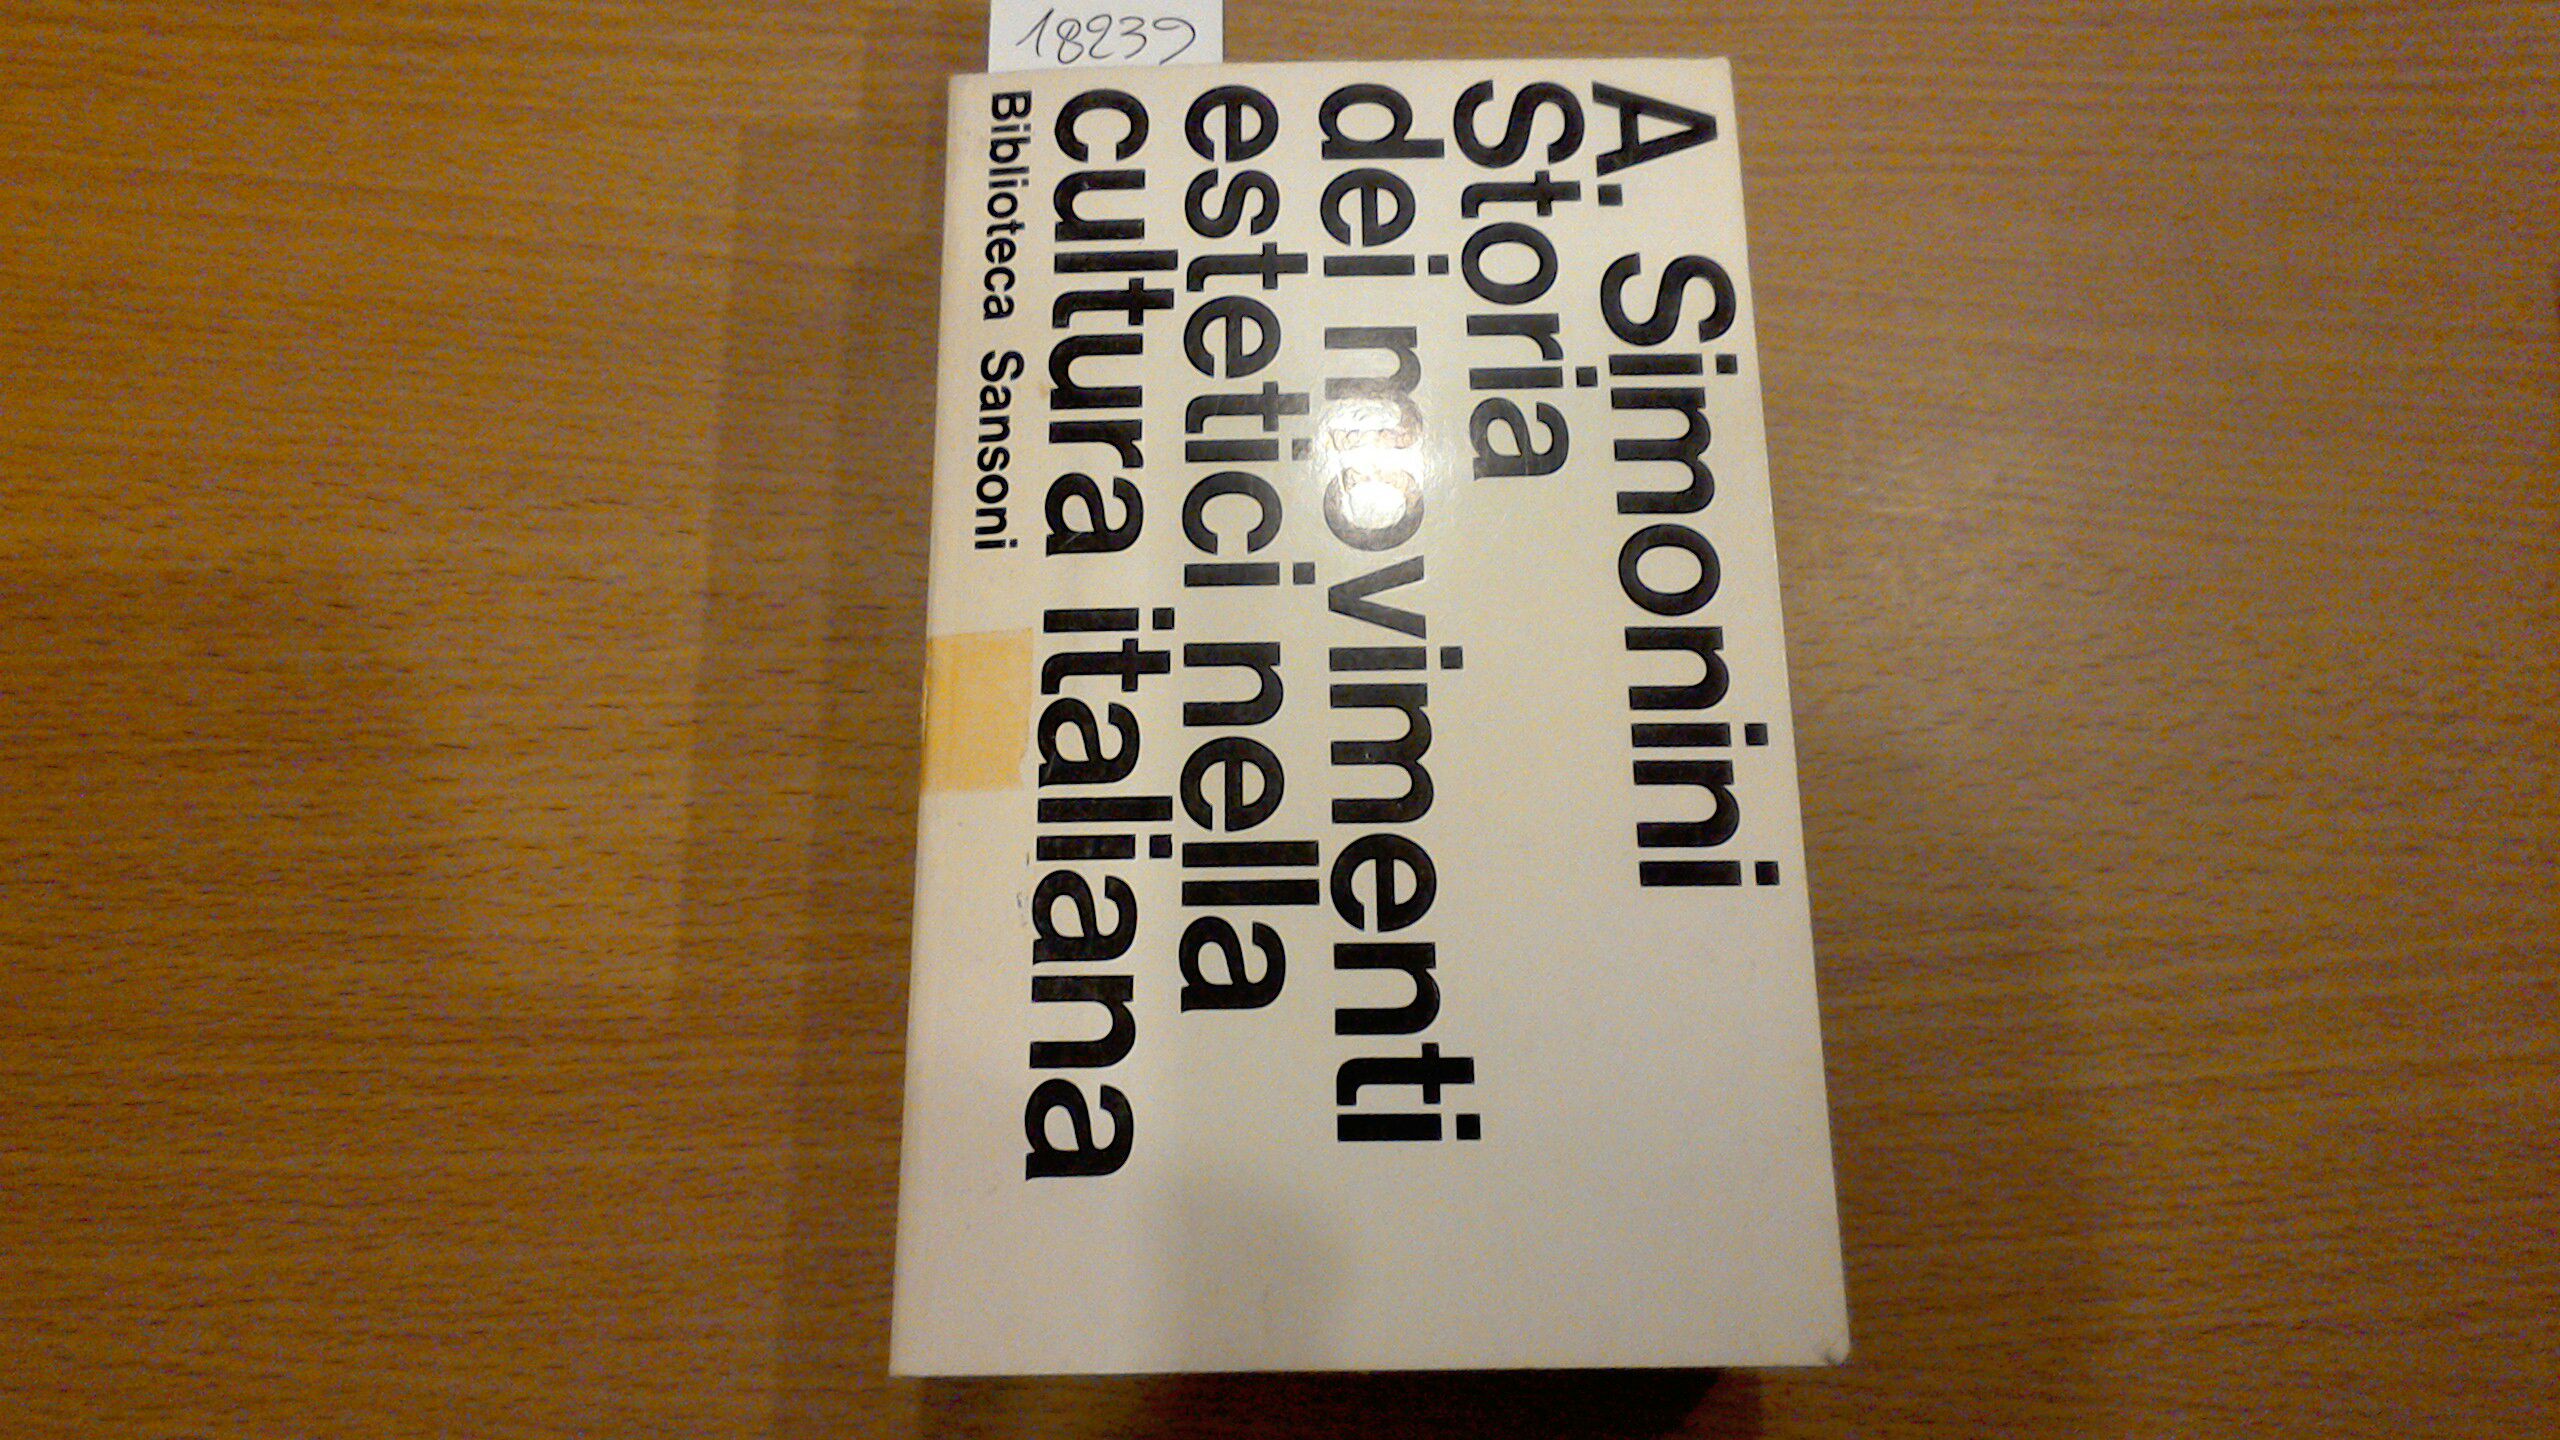 18239
A. Simonini
Storia
dei movimenti
estetici nella
cultura italiana
Biblioteca Sansoni